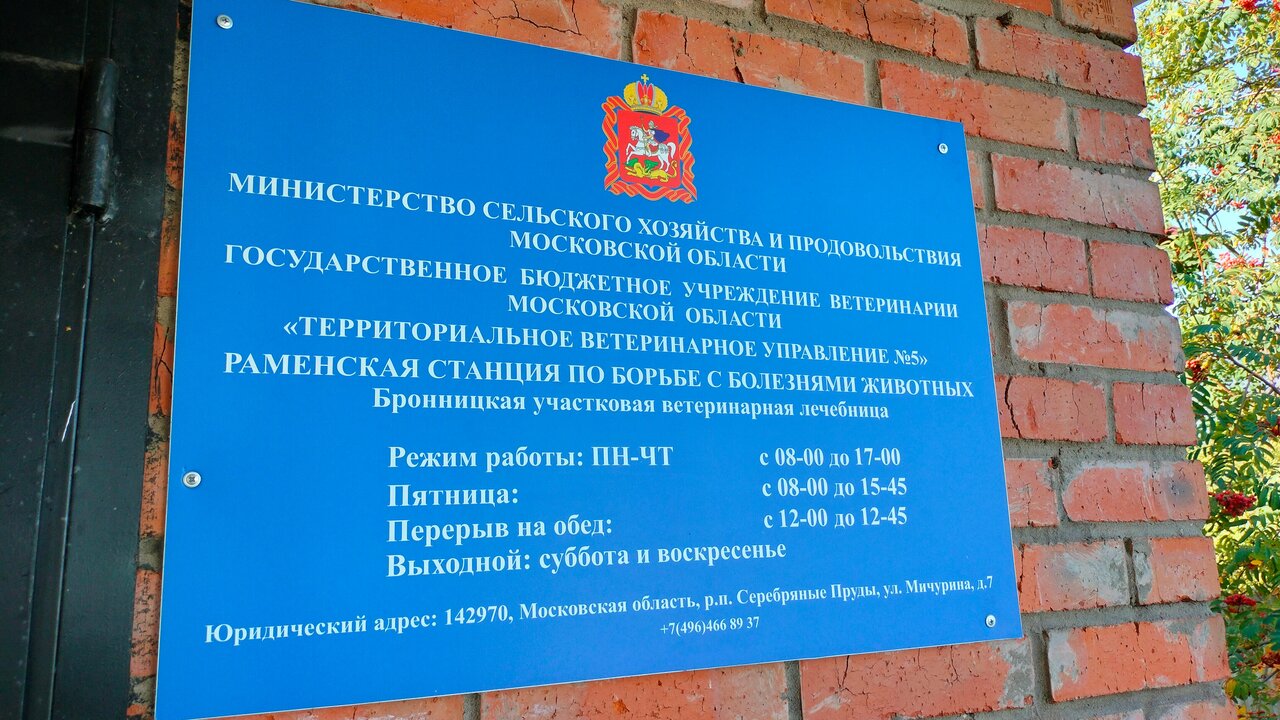 МИНИСТЕРСТВО СЕЛЬСКОГО ХОЗЯЙСТВА И ПРОДОВОЛЬСТВИЯ
МОСКОВСКОЙ ОБЛАСТИ
ГОСУДАРСТВЕННОЕ БЮДЖЕТНОЕ УЧРЕЖДЕНИЕ ВЕТЕРИНАРИИ
МОСКОВСКОЙ ОБЛАСТИ
«ТЕРРИТОРИАЛЬНОЕ ВЕТЕРИНАРНОЕ УПРАВЛЕНИЕ №5»
РАМЕНСКАЯ СТАНЦИЯ ПО БОРЬБЕ С БОЛЕЗНЯМИ ЖИВОТНЫХ
Бронницкая участковая ветеринарная лечебница
Режим работы: ПН-ЧТ с 08-00 до 17-00
Пятница: с 08-00 до 15-45
Перерыв на обед: с 12-00 до 12-45
Выходной: суббота и воскресенье
Юридический адрес: 142970, Московская область, р.п. Серебряные Пруды, ул. Мичурина, д.7
+7(496)466 89 37